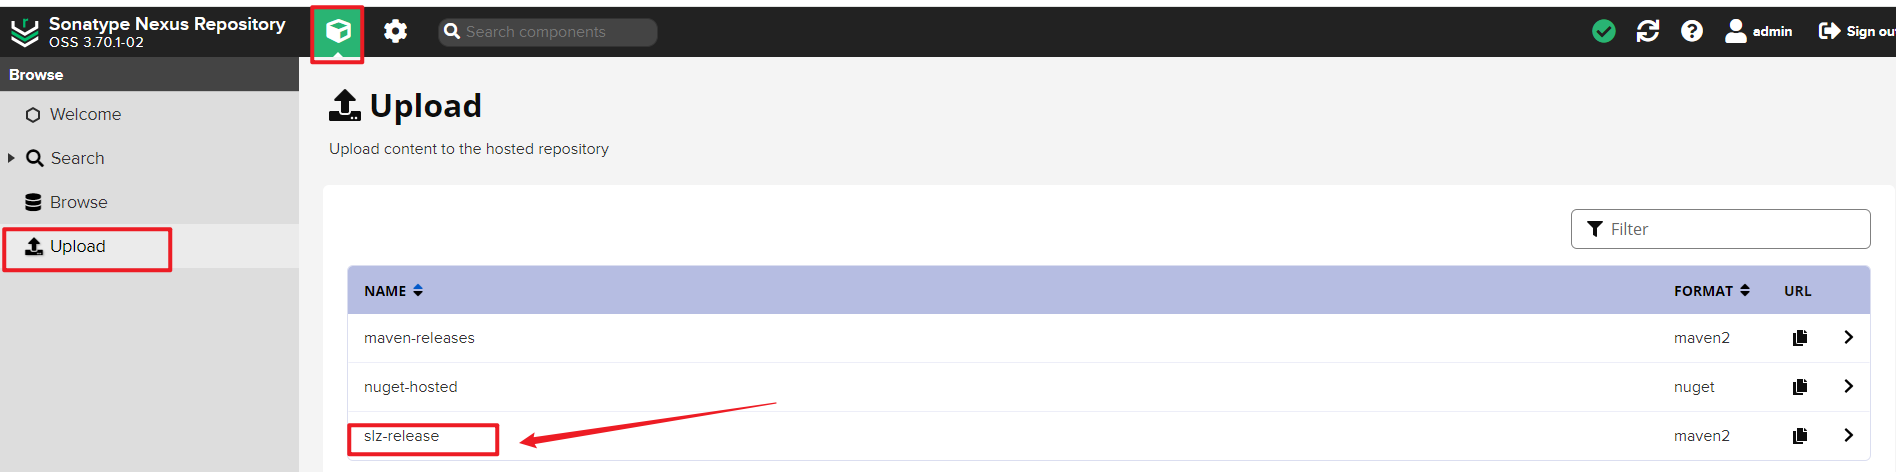 Sonatype Nexus Repository
OSS 3.70.1-02
Search components
admin
Sign out
Browse
Welcome
Search
Browse
Upload
Upload
Upload content to the hosted repository
Filter
NAME FORMAT URL
maven-releases maven2
nuget-hosted nuget
slz-release maven2